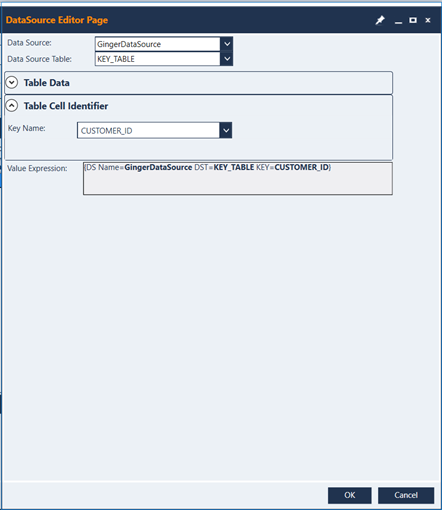 DataSource Editor Page
Data Source: GingerDataSource
Data Source Table: KEY_TABLE
Table Data
Table Cell Identifier
Key Name: CUSTOMER_ID
Value Expression: {DS Name=GingerDataSource DST=KEY_TABLE KEY=CUSTOMER_ID}
OK Cancel